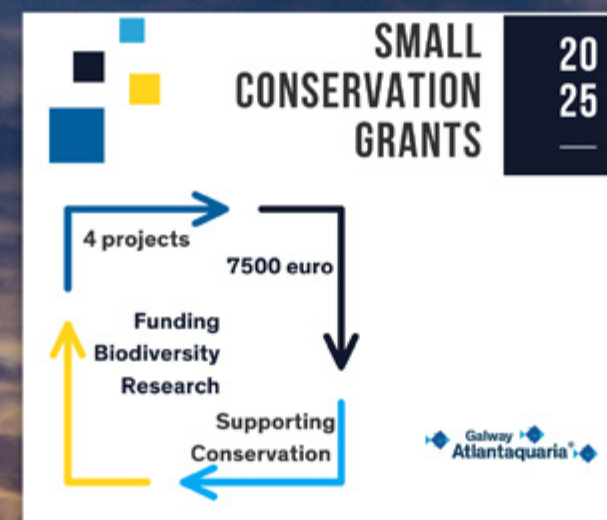 SMALL
CONSERVATION
GRANTS
20
25
4 projects
7500 euro
Funding
Biodiversity
Research
Supporting
Conservation
Galway
Atlantaquaria®